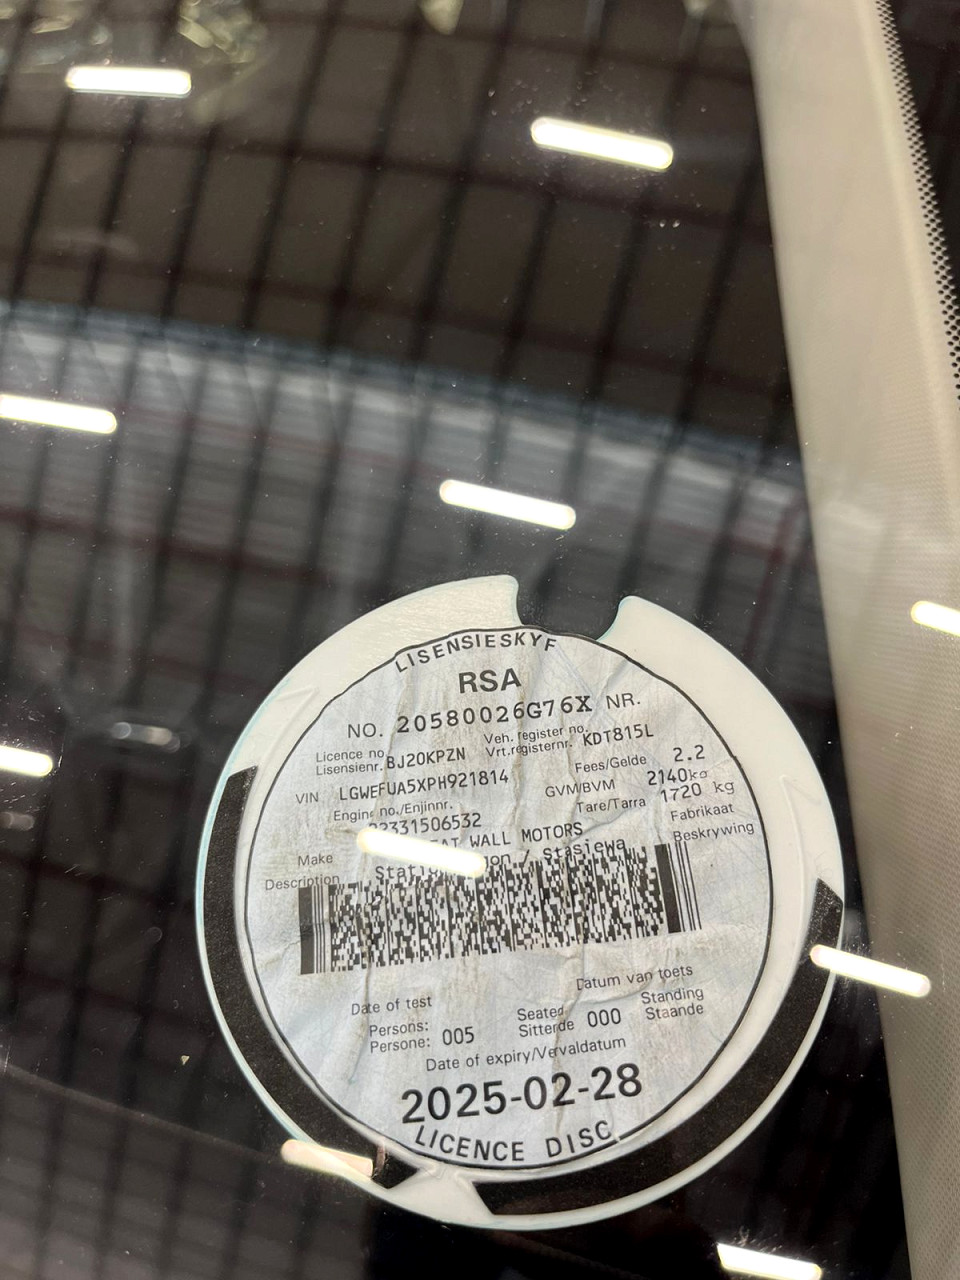 LISENSIESKYF
RSA
NO. 20580026G76X NR.
Licence no. Veh. register no.
Lisensienr. BJ20KPZN Vrt.registernr. KDT815L
VIN LGWEFUA5XPH921814 Fees/Gelde 2.2
GVM/BVM 2140kg
Engine no./Enjinnr. Tare/Tarra 1720 kg
331506532
Make WALL MOTORS Fabrikaat
Description / Stasiewa Beskrywing
Date of test Datum van toets
Persons: Seated Standing
Persone: 005 Sitterde 000 Staande
Date of expiry/Vervaldatum
2025-02-28
LICENCE DISC